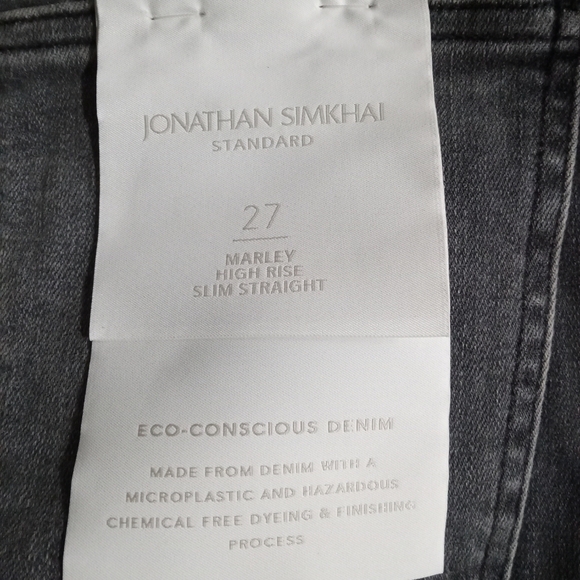 JONATHAN SIMKHAI
STANDARD
27
MARLEY
HIGH RISE
SLIM STRAIGHT
ECO-CONSCIOUS DENIM
MADE FROM DENIM WITH A
MICROPLASTIC AND HAZARDOUS
CHEMICAL FREE DYEING & FINISHING
PROCESS